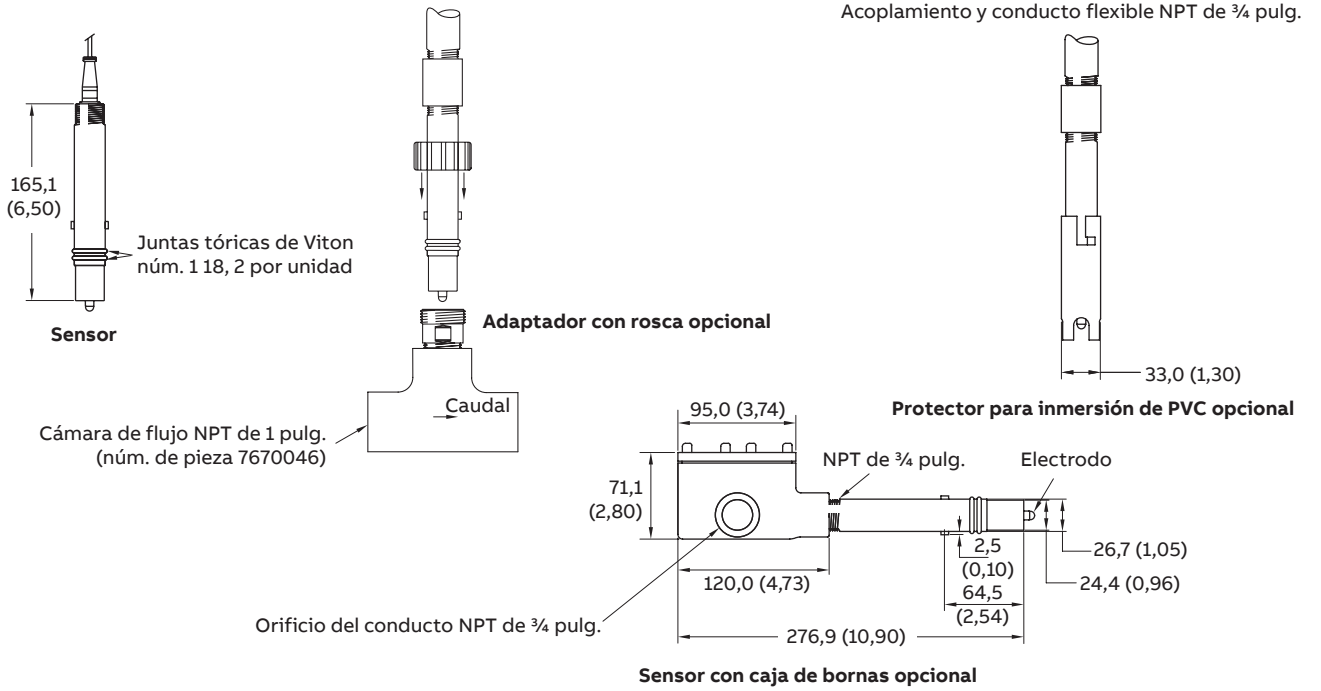 Acoplamiento y conducto flexible NPT de ¾ pulg.
165,1
(6,50)
Juntas tóricas de Viton
núm. 1 18, 2 por unidad
Sensor
Adaptador con rosca opcional
Caudal
Cámara de flujo NPT de 1 pulg.
(núm. de pieza 7670046)
33,0 (1,30)
Protector para inmersión de PVC opcional
95,0 (3,74)
NPT de ¾ pulg.
Electrodo
71,1
(2,80)
2,5
(0,10)
26,7 (1,05)
24,4 (0,96)
120,0 (4,73)
64,5
(2,54)
Orificio del conducto NPT de ¾ pulg.
276,9 (10,90)
Sensor con caja de bornas opcional